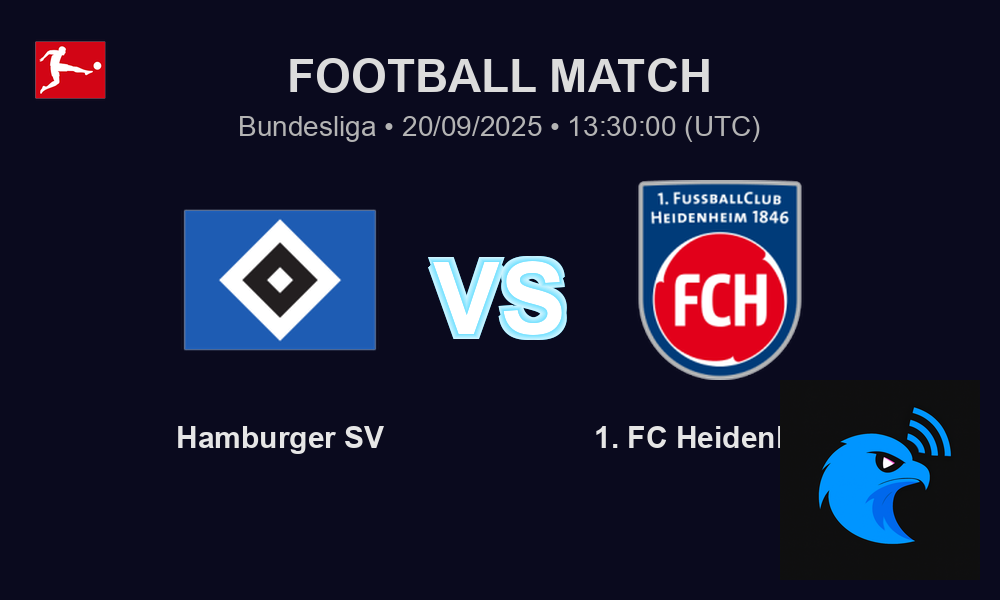 FOOTBALL MATCH
Bundesliga • 20/09/2025 • 13:30:00 (UTC)
1. FUSSBALLCLUB
HEIDENHEIM 1846
FCH
VS
Hamburger SV
1. FC